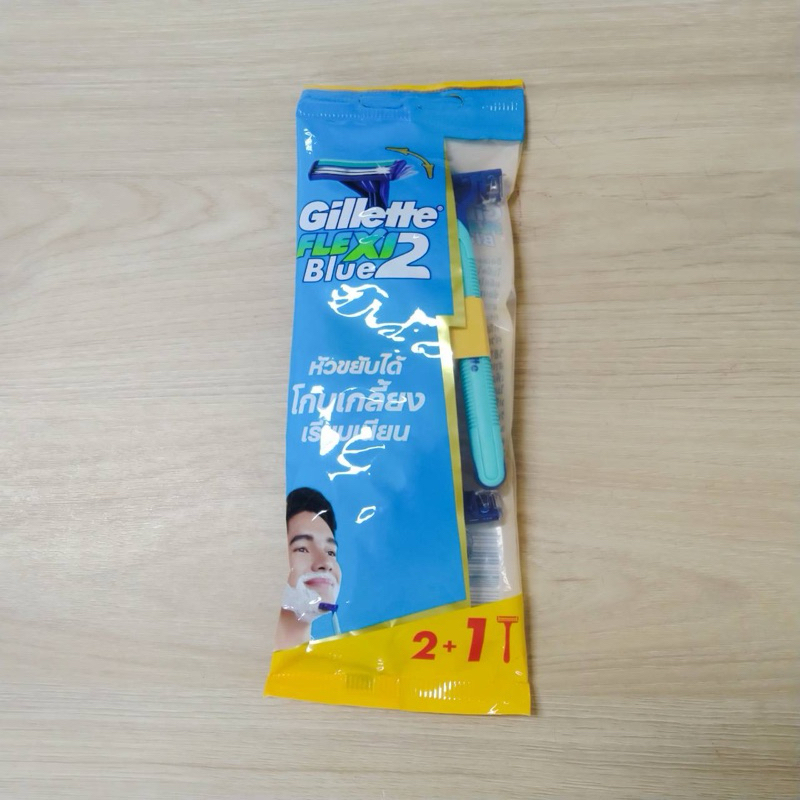 Gillette®
FLEXI
Blue2
หัวขยับได้
โกนเกลี้ยง
เรียบเนียน
2+1